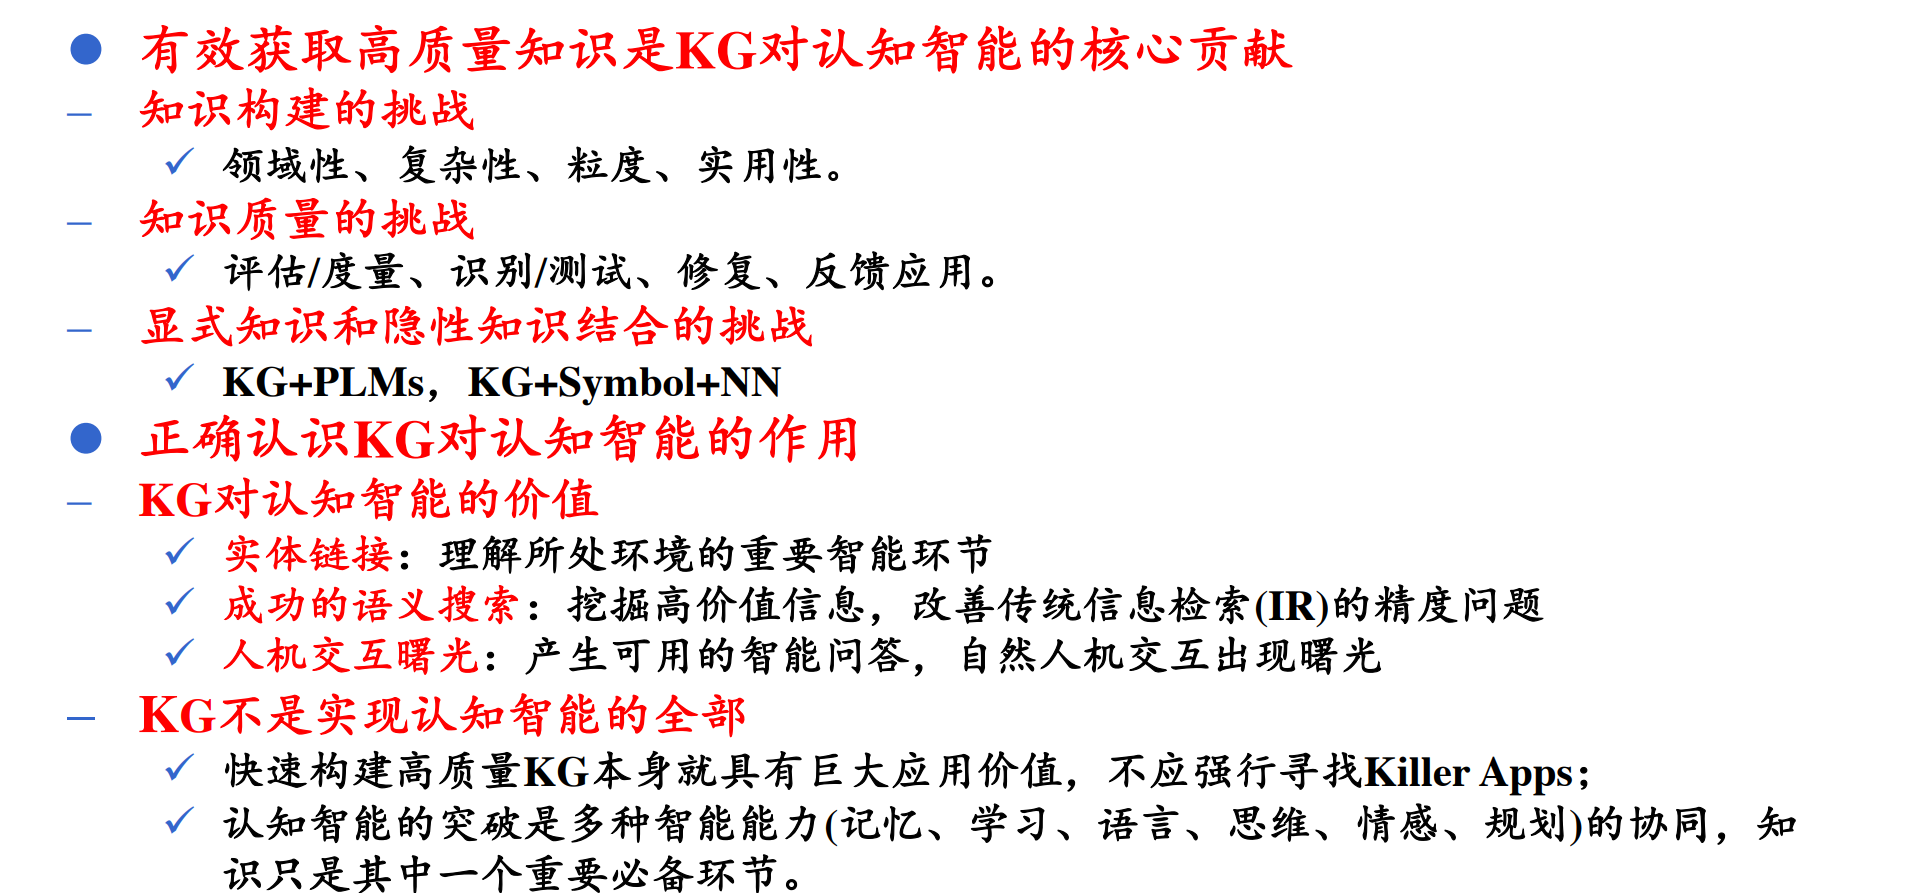 ● 有效获取高质量知识是KG对认知智能的核心贡献
– 知识构建的挑战
✓ 领域性、复杂性、粒度、实用性。
– 知识质量的挑战
✓ 评估/度量、识别/测试、修复、反馈应用。
– 显式知识和隐性知识结合的挑战
✓ KG+PLMs，KG+Symbol+NN
● 正确认识KG对认知智能的作用
– KG对认知智能的价值
✓ 实体链接：理解所处环境的重要智能环节
✓ 成功的语义搜索：挖掘高价值信息，改善传统信息检索(IR)的精度问题
✓ 人机交互曙光：产生可用的智能问答，自然人机交互出现曙光
– KG不是实现认知智能的全部
✓ 快速构建高质量KG本身就具有巨大应用价值，不应强行寻找Killer Apps；
✓ 认知智能的突破是多种智能能力(记忆、学习、语言、思维、情感、规划)的协同，知
识只是其中一个重要必备环节。